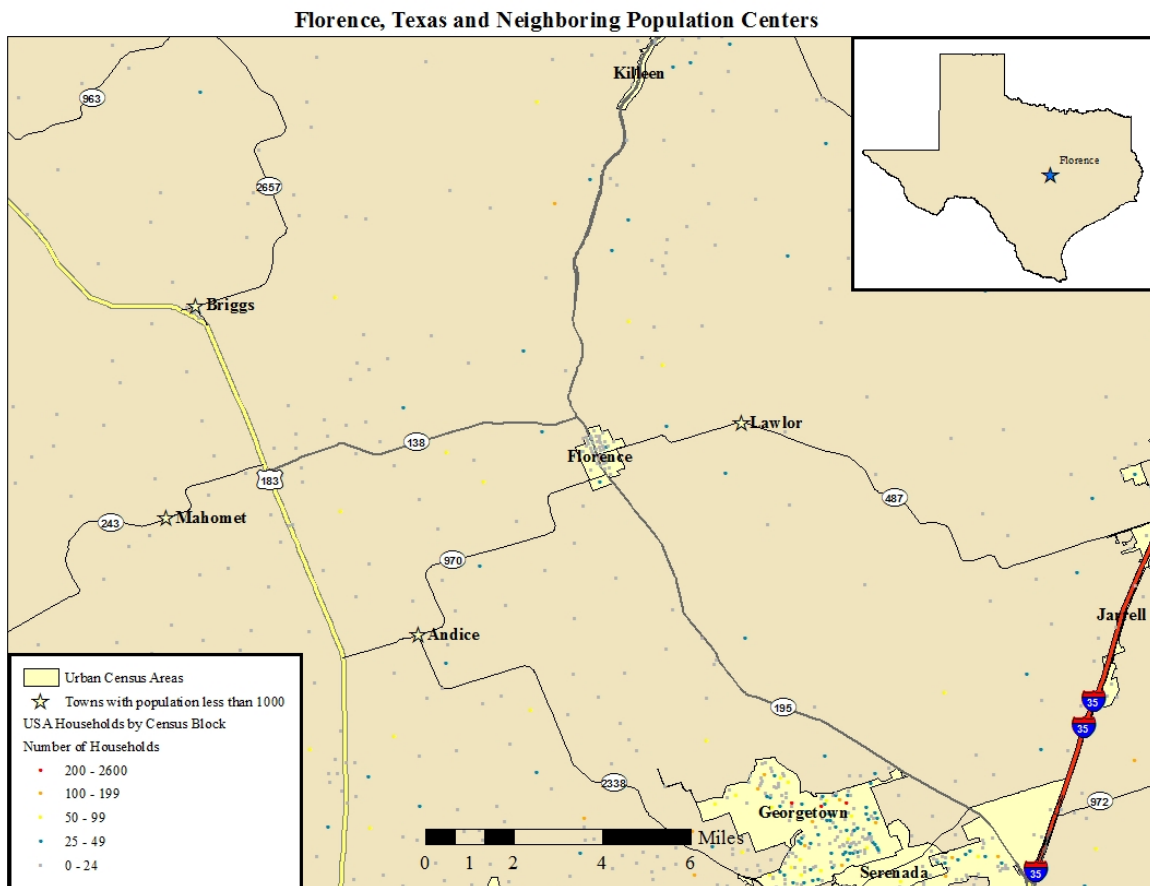 Florence, Texas and Neighboring Population Centers
Killeen
963
Florence
2657
Briggs
Lawlor
138
Florence
183
487
Mahomet
243
970
Jarrell
Andice
Urban Census Areas
Towns with population less than 1000
USA Households by Census Block
Number of Households
200 - 2600
100 - 199
50 - 99
25 - 49
0 - 24
35
195
35
2338
972
Georgetown
Miles
0 1 2 4 6
Serenada
35